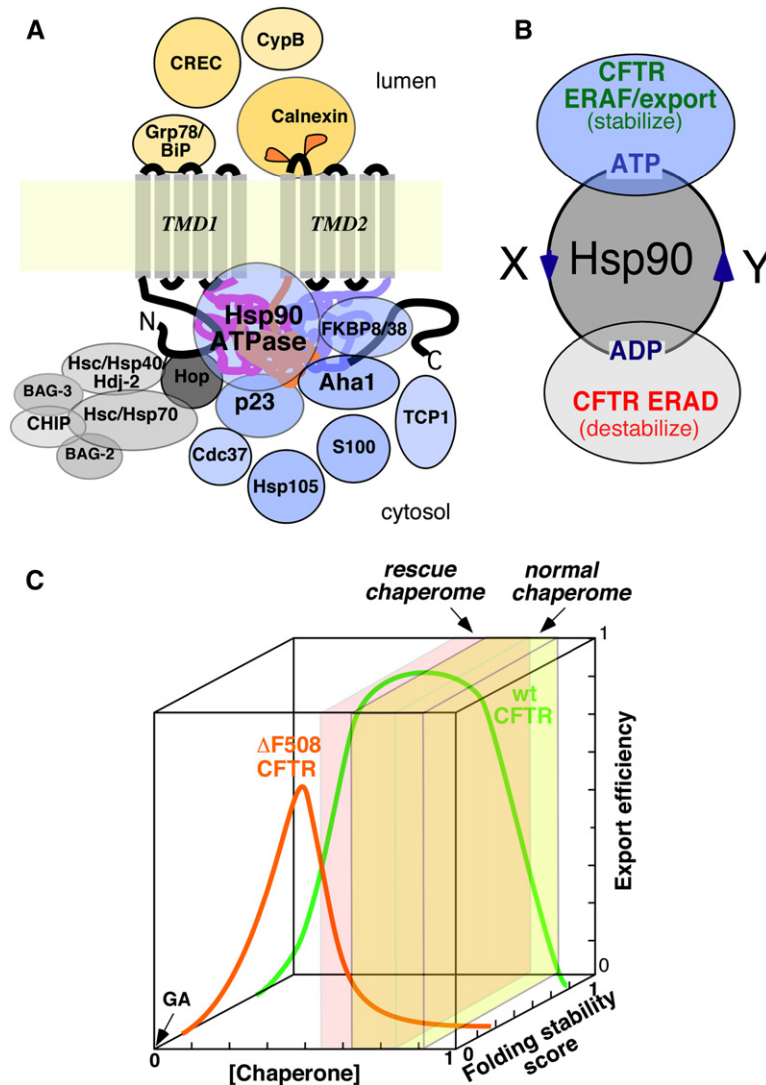 A
CypB
CREC
lumen
Calnexin
Grp78/
BiP
TMD1
TMD2
Hsp90
ATPase
FKBP8/38
N
C
Hsc/Hsp40/
Hdj-2
Hop
Aha1
BAG-3
p23
Hsc/Hsp70
TCP1
CHIP
S100
BAG-2
Cdc37
Hsp105
cytosol
B
CFTR
ERAF/export
(stabilize)
ATP
X
Hsp90
Y
ADP
CFTR ERAD
(destabilize)
C
rescue
chaperome
normal
chaperome
1
wt
CFTR
ΔF508
CFTR
Export efficiency
0
1
GA
0
[Chaperone]
1
0
Folding stability
score